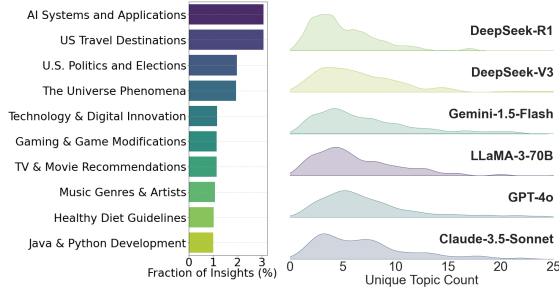 AI Systems and Applications
US Travel Destinations
U.S. Politics and Elections
The Universe Phenomena
Technology & Digital Innovation
Gaming & Game Modifications
TV & Movie Recommendations
Music Genres & Artists
Healthy Diet Guidelines
Java & Python Development
0 1 2 3
Fraction of Insights (%)
DeepSeek-R1
DeepSeek-V3
Gemini-1.5-Flash
LLaMA-3-70B
GPT-4o
Claude-3.5-Sonnet
0 5 10 15 20 25
Unique Topic Count